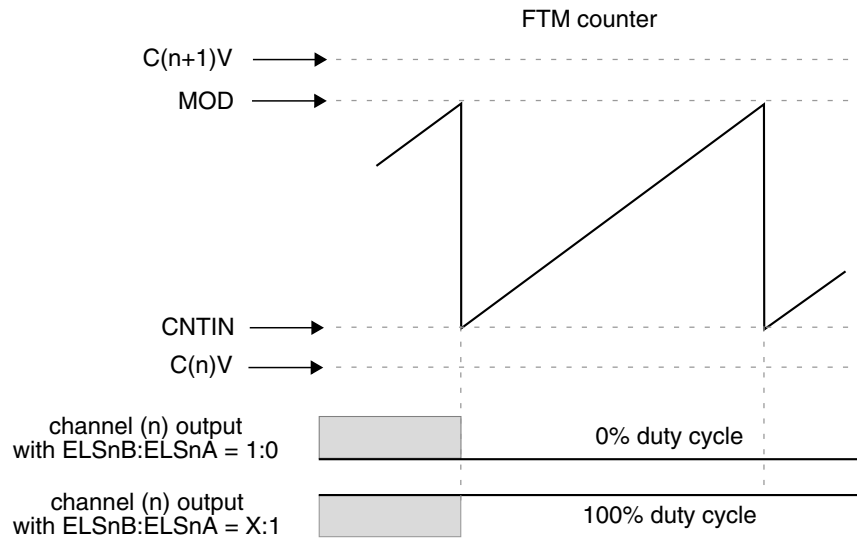 FTM counter
C(n+1)V
MOD
CNTIN
C(n)V
channel (n) output
with ELSnB:ELSnA = 1:0
0% duty cycle
channel (n) output
with ELSnB:ELSnA = X:1
100% duty cycle